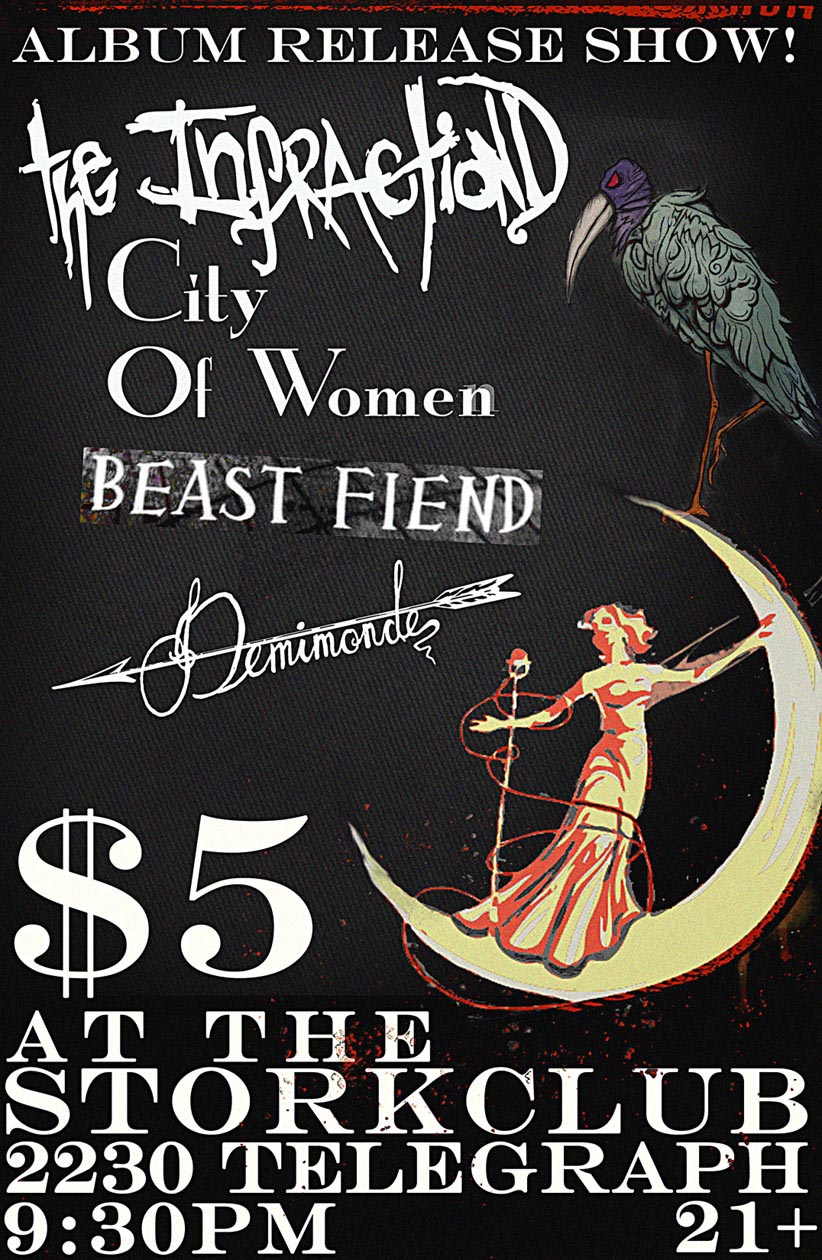 ALBUM RELEASE SHOW!
the InfRActionD
City
Of Women
BEAST FIEND
Demimonde
$5
AT THE
STORKCLUB
2230 TELEGRAPH
9:30PM 21+